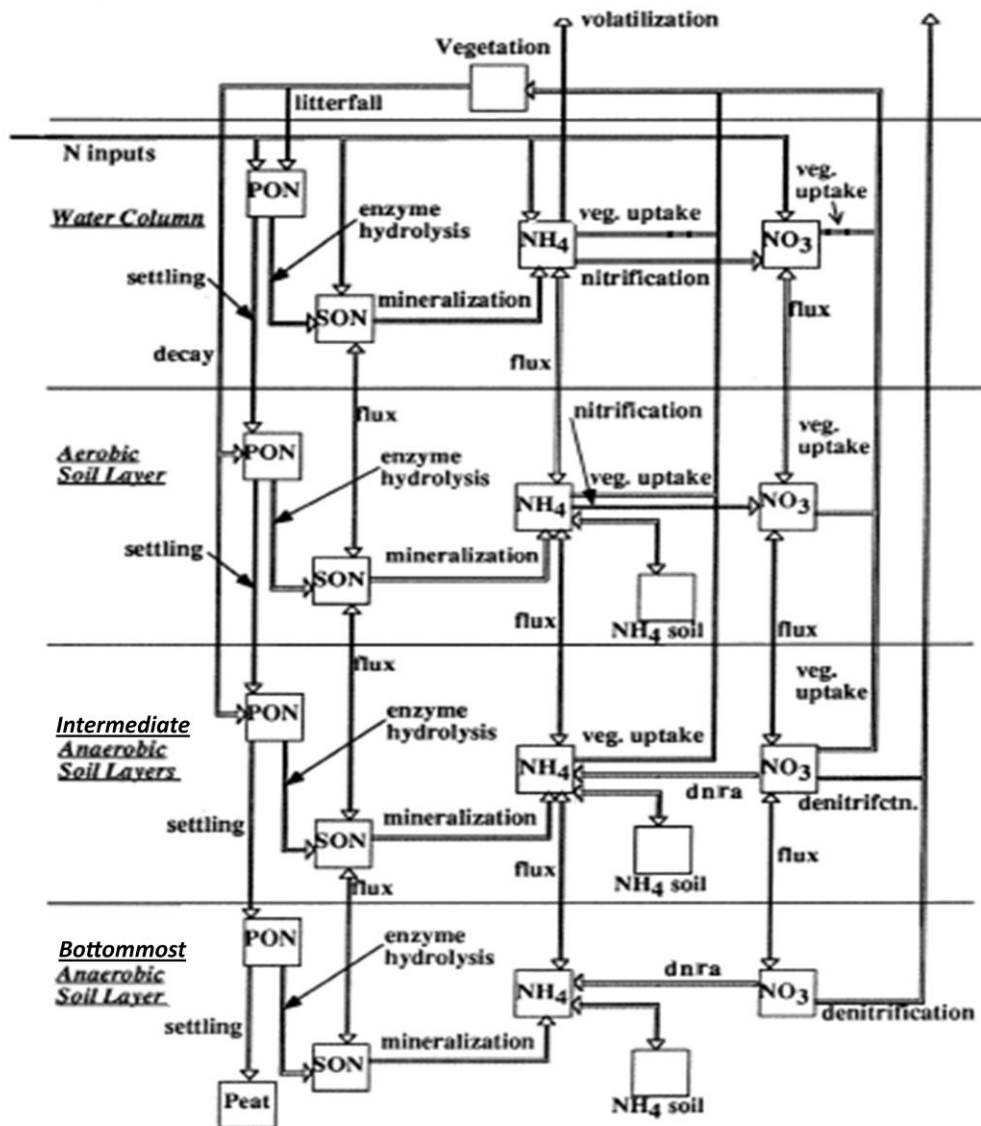 volatilization
Vegetation
litterfall
N inputs
PON
veg.
uptake
Water Column
enzyme
hydrolysis
veg. uptake
NH4
NO3
settling
nitrification
mineralization
SON
flux
decay
flux
flux
nitrification
Aerobic
Soil Layer
PON
enzyme
hydrolysis
veg. uptake
veg.
uptake
NH4
NO3
settling
mineralization
SON
NH4 soil
flux
flux
flux
veg.
uptake
Intermediate
Anaerobic
Soil Layers
PON
enzyme
hydrolysis
veg. uptake
NH4
NO3
dnra
denitrifctn.
settling
mineralization
SON
NH4 soil
flux
flux
flux
Bottommost
Anaerobic
Soil Layer
PON
enzyme
hydrolysis
dnra
NH4
NO3
denitrification
settling
mineralization
SON
NH4 soil
Peat